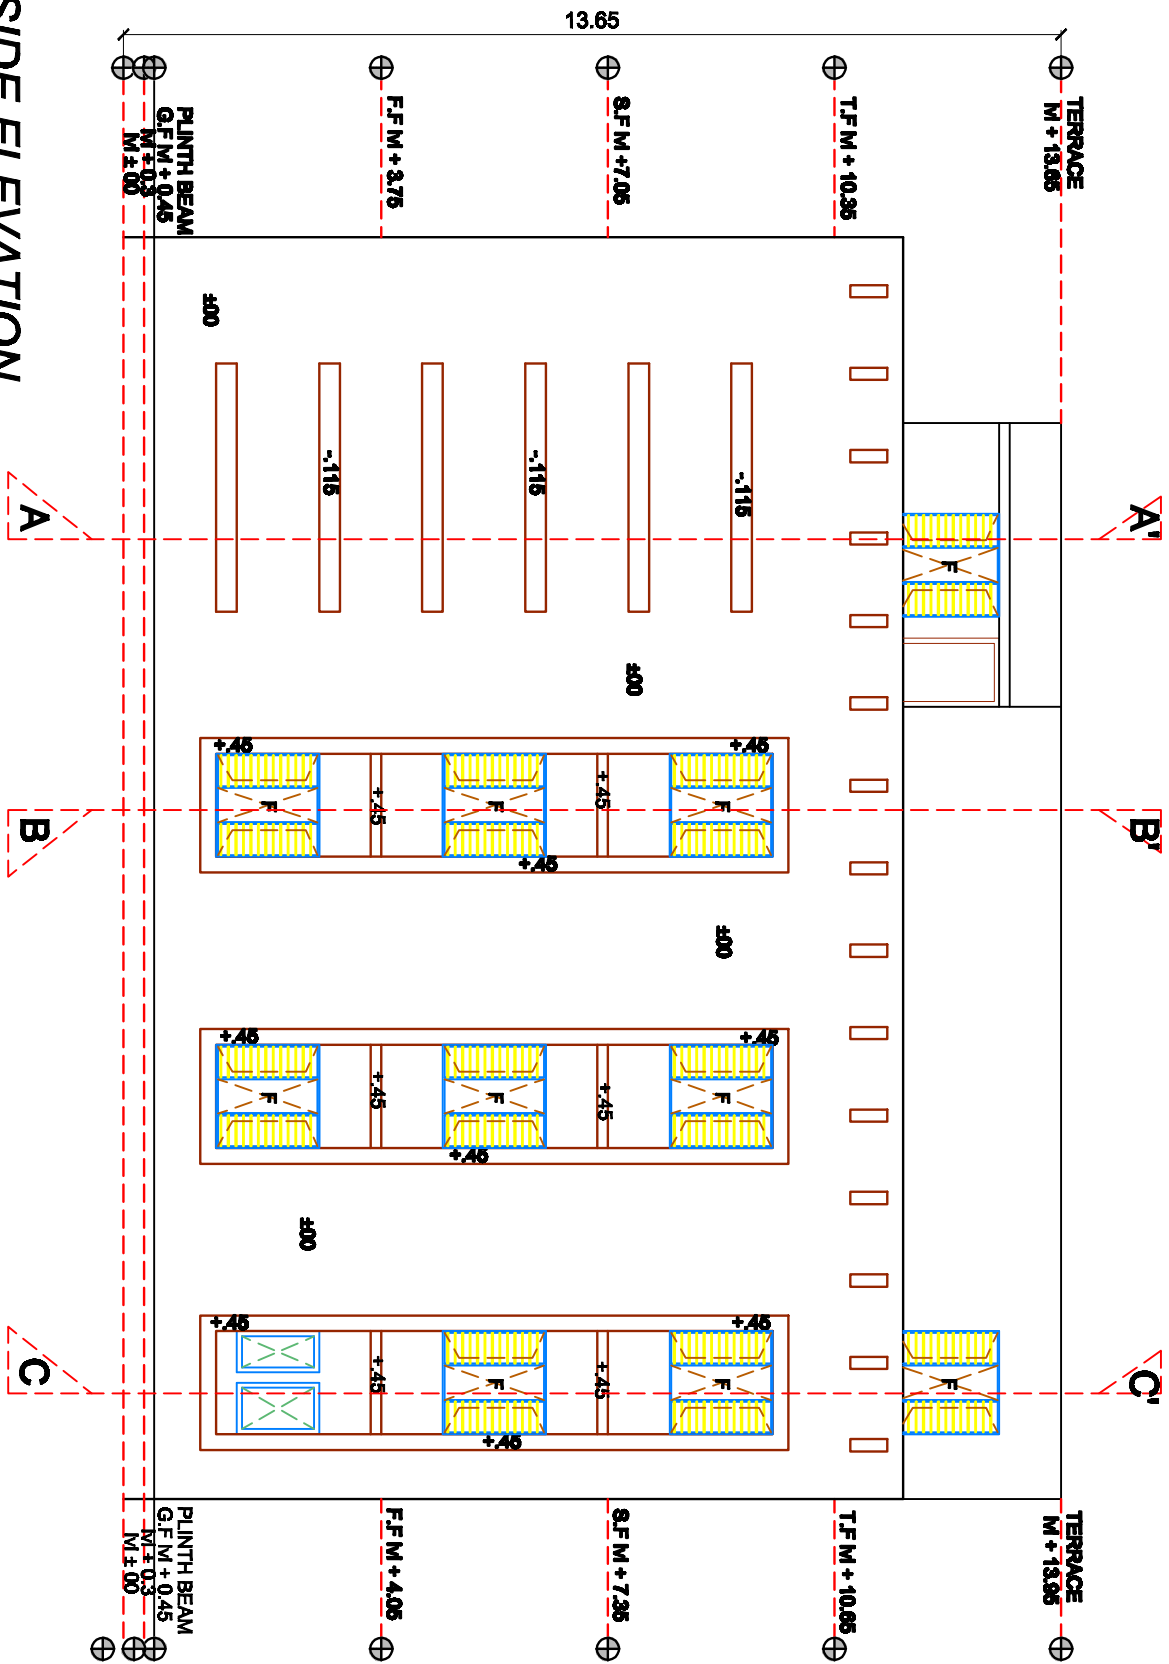 SIDE ELEVATION
13.65
TERRACE
M + 13.65
T.F M + 10.35
S.F M +7.05
F.F M + 3.75
PLINTH BEAM
G.F M + 0.45
M + 0.3
M ± 00
±00
-.115
-.115
-.115
A
A'
F
±00
+.45
+.45
+.45
+.45
+.45
F
F
F
B
B'
±00
+.45
+.45
+.45
+.45
+.45
F
F
F
±00
+.45
+.45
+.45
+.45
+.45
F
F
F
C
C'
TERRACE
M + 13.95
T.F M + 10.65
S.F M + 7.35
F.F M + 4.05
PLINTH BEAM
G.F M + 0.45
M + 0.3
M ± 00